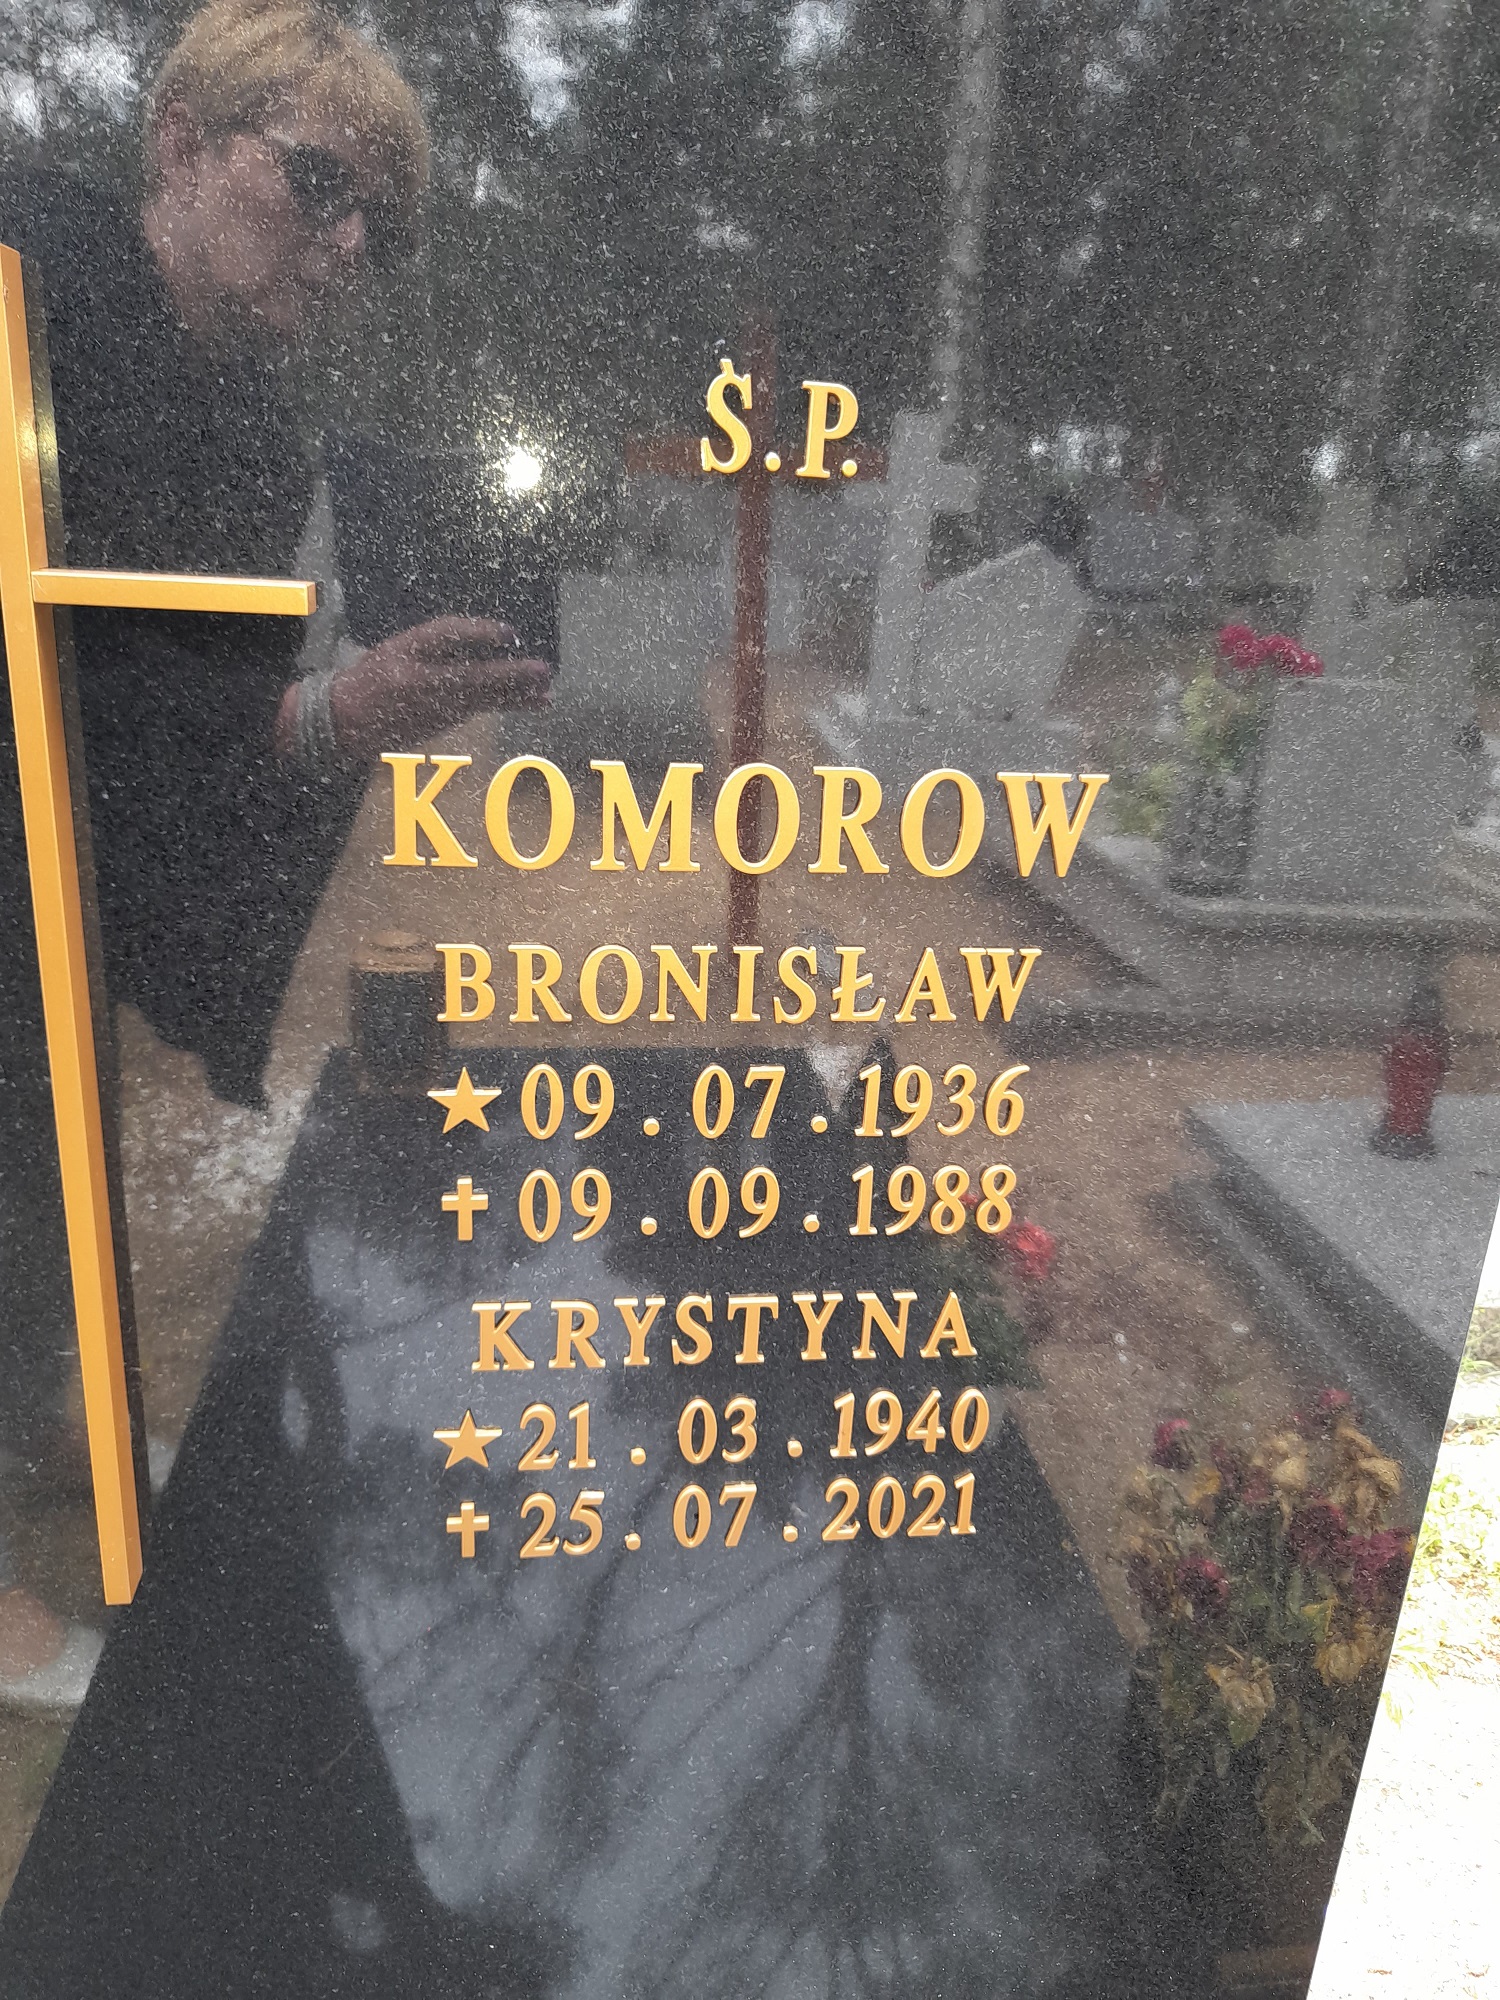 Ś.P.
KOMOROW
BRONISŁAW
★ 09.07.1936
✝ 09.09.1988
KRYSTYNA
★ 21.03.1940
✝ 25.07.2021